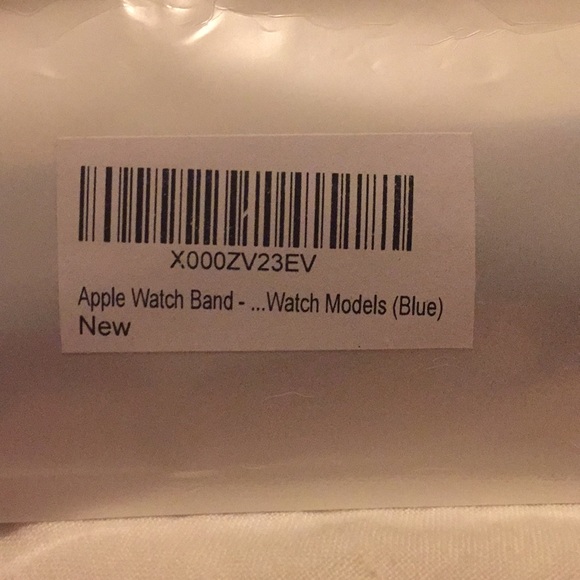 X000ZV23EV
Apple Watch Band - ...Watch Models (Blue)
New